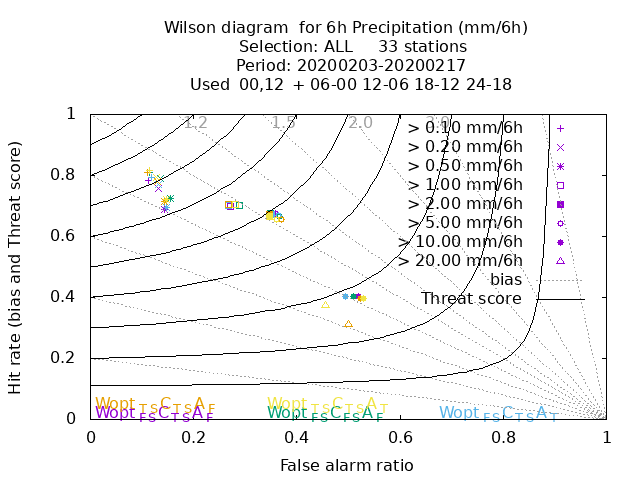 Wilson diagram  for 6h Precipitation (mm/6h)
Selection: ALL     33 stations
Period: 20200203-20200217
Used  00,12  + 06-00 12-06 18-12 24-18
1 1.2 1.5 2.0 3.0
> 0.10 mm/6h
> 0.20 mm/6h
> 0.50 mm/6h
> 1.00 mm/6h
> 2.00 mm/6h
> 5.00 mm/6h
> 10.00 mm/6h
> 20.00 mm/6h
bias
Threat score
0.8
0.6
0.4
0.2
0
Hit rate (bias and Threat score)
Wopt_TSC_TSA_F Wopt_TSC_TSA_T
Wopt_FSC_TSA_F Wopt_FSC_TSA_F Wopt_FSC_TSA_T
0 0.2 0.4 0.6 0.8 1
False alarm ratio